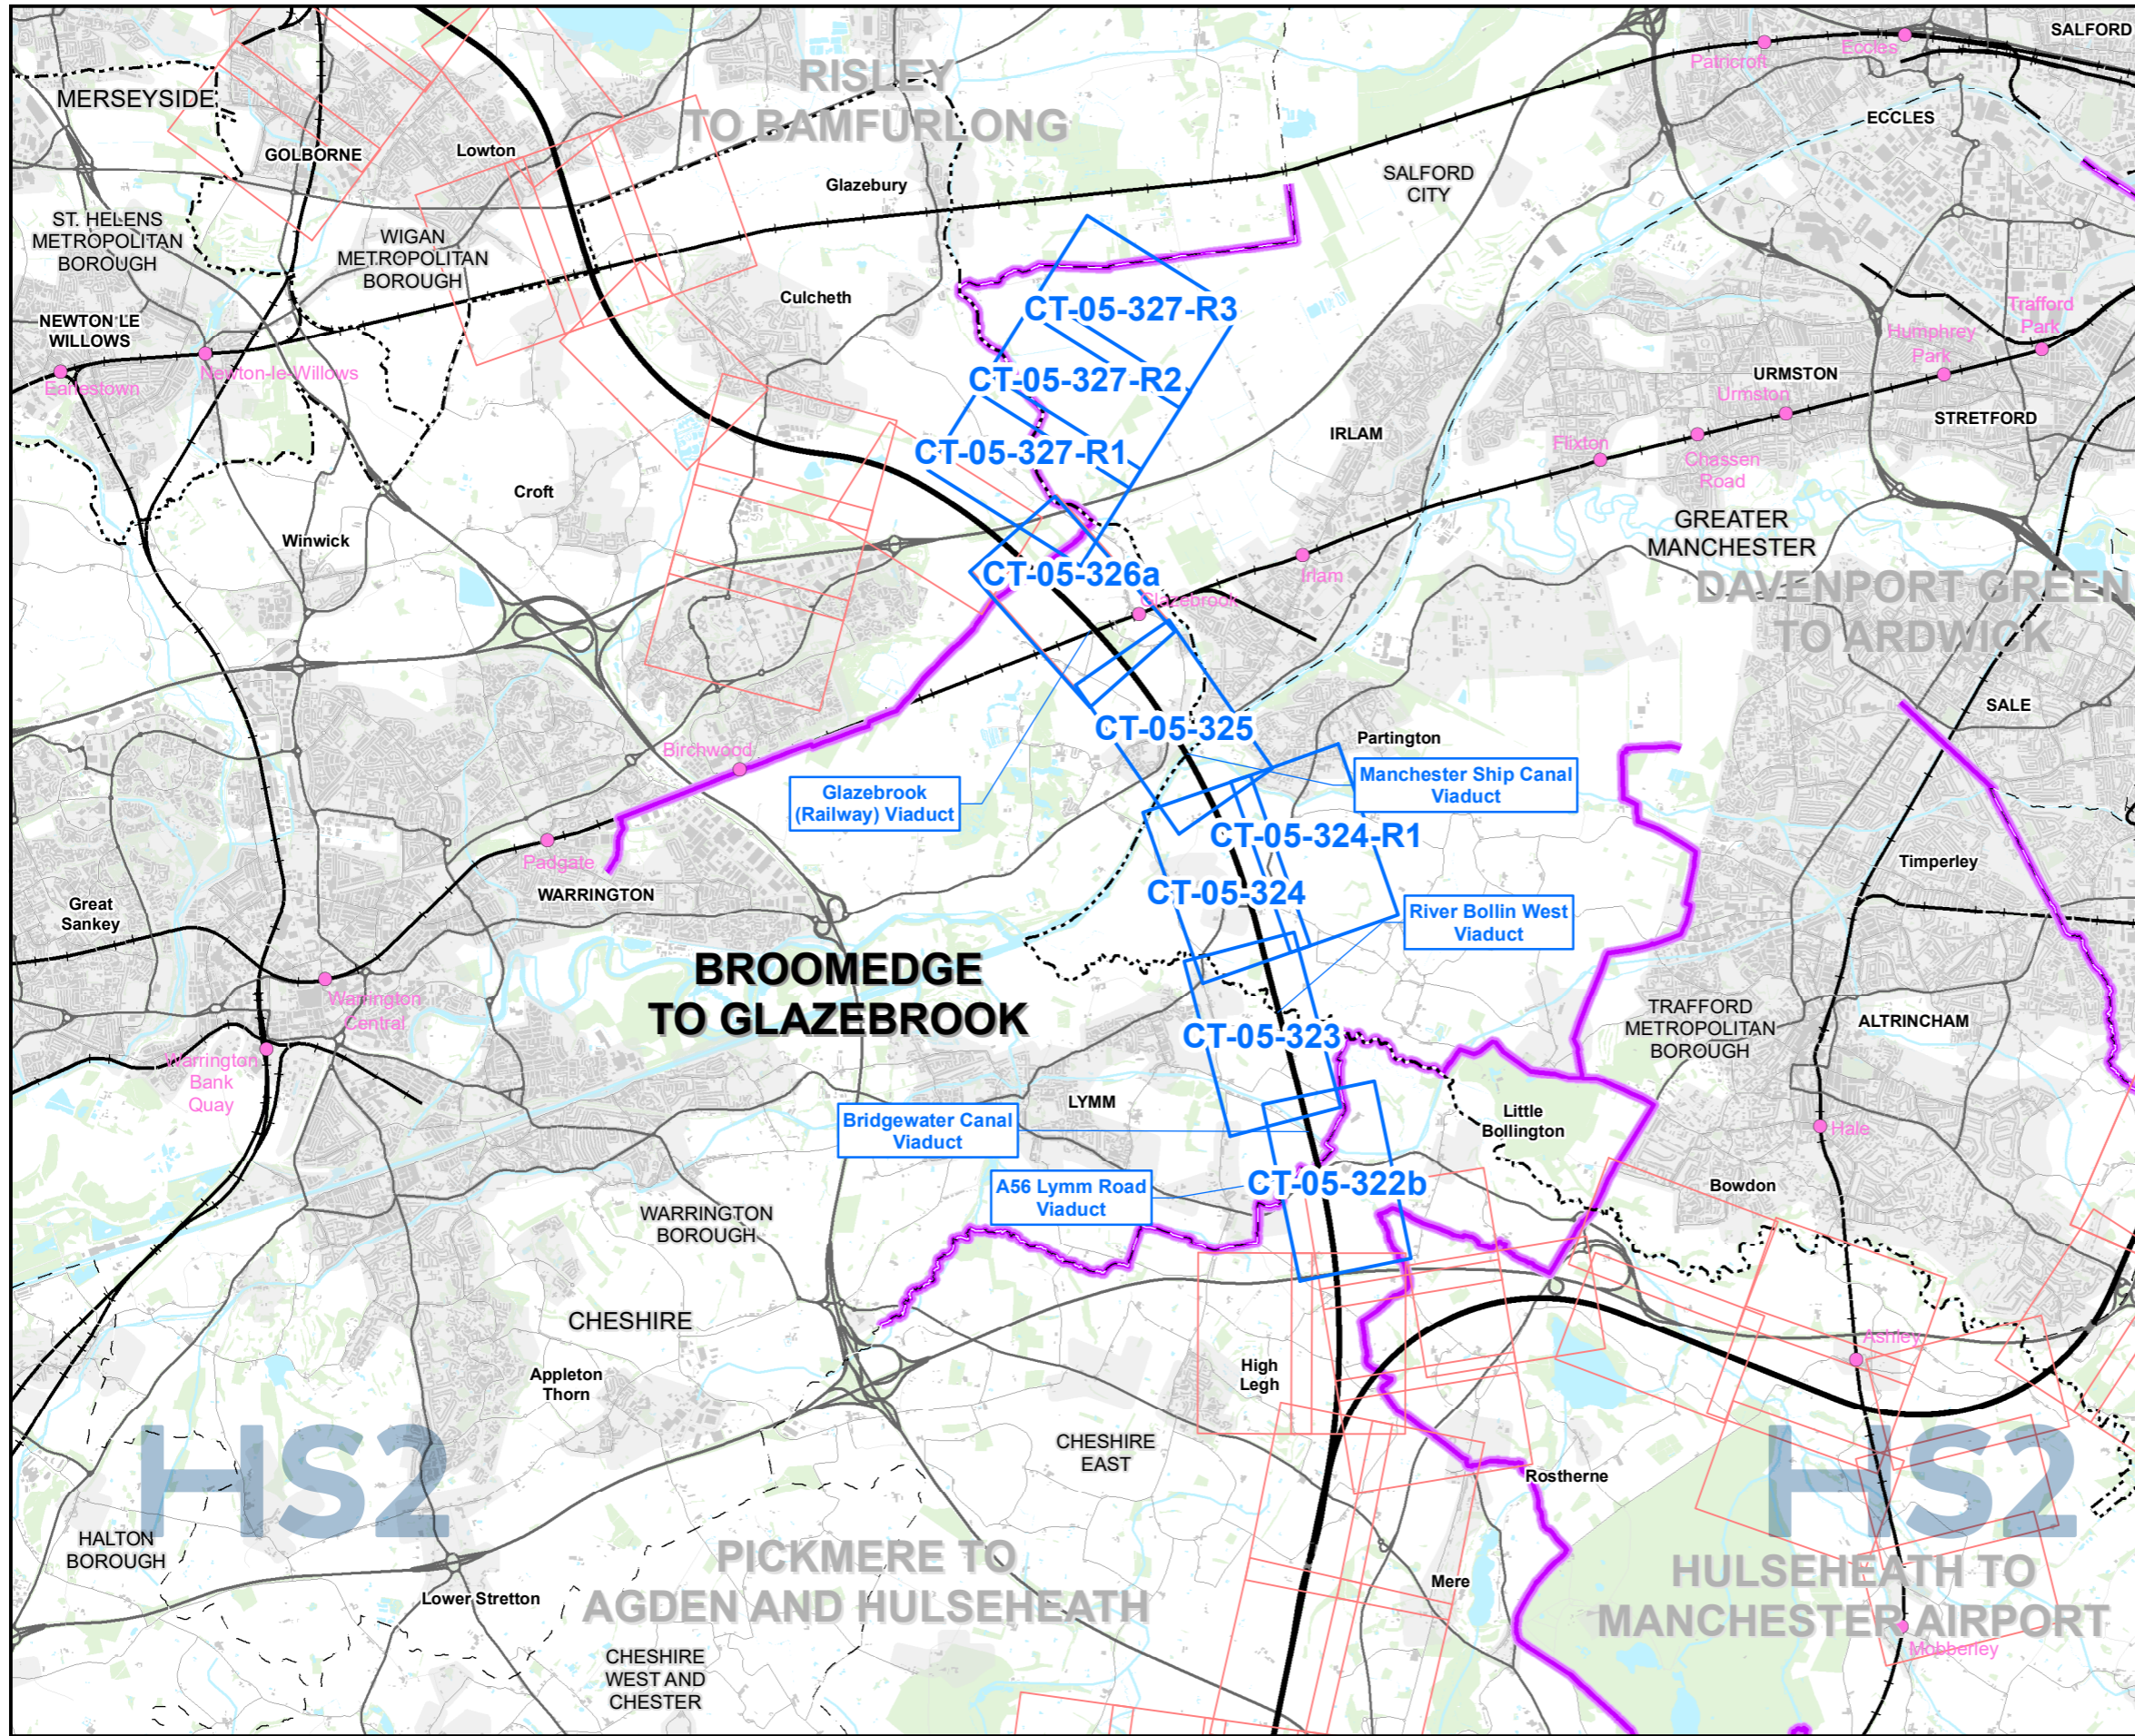 SALFORD
Eccles
Patricroft
RISLEY
TO BAMFURLONG
MERSEYSIDE
ECCLES
GOLBORNE
Lowton
Glazebury
SALFORD
CITY
ST. HELENS
METROPOLITAN
BOROUGH
WIGAN
METROPOLITAN
BOROUGH
Culcheth
CT-05-327-R3
NEWTON LE
WILLOWS
Trafford
Park
Humphrey
Park
Newton-le-Willows
Earlestown
CT-05-327-R2
URMSTON
Urmston
STRETFORD
IRLAM
CT-05-327-R1
Flixton
Chassen
Road
Croft
GREATER
MANCHESTER
Winwick
CT-05-326a
Irlam
Glazebrook
DAVENPORT GREEN
TO ARDWICK
SALE
CT-05-325
Partington
Birchwood
Manchester Ship Canal
Viaduct
Glazebrook
(Railway) Viaduct
CT-05-324-R1
Padgate
Timperley
WARRINGTON
CT-05-324
Great
Sankey
River Bollin West
Viaduct
BROOMEDGE
TO GLAZEBROOK
Warrington
Central
TRAFFORD
METROPOLITAN
BOROUGH
ALTRINCHAM
CT-05-323
Warrington
Bank
Quay
LYMM
Little
Bollington
Bridgewater Canal
Viaduct
Hale
A56 Lymm Road
Viaduct
CT-05-322b
Bowdon
WARRINGTON
BOROUGH
CHESHIRE
Ashley
High
Legh
Appleton
Thorn
CHESHIRE
EAST
HS2
HS2
Rostherne
HALTON
BOROUGH
PICKMERE TO
AGDEN AND HULSEHEATH
HULSEHEATH TO
MANCHESTER AIRPORT
Mere
Lower Stretton
Mobberley
CHESHIRE
WEST AND
CHESTER